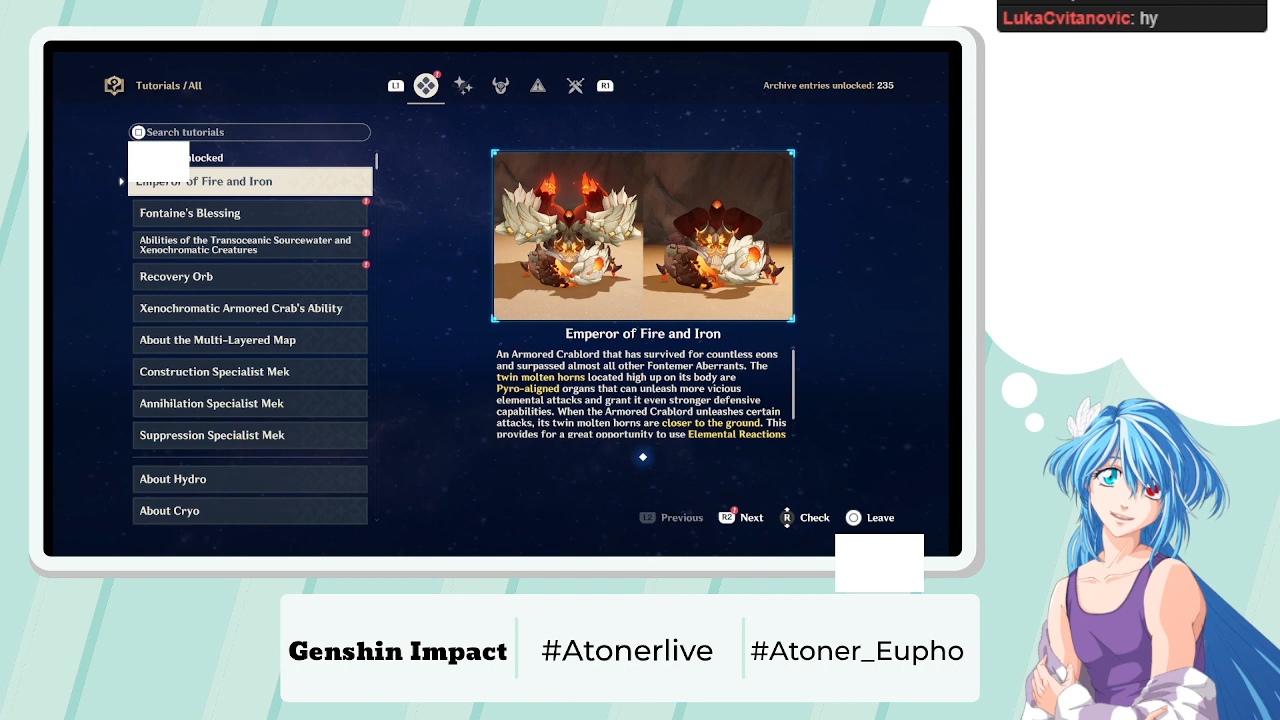 LukaCvitanovic: hy
Tutorials /All
L1
R1
Archive entries unlocked: 235
Search tutorials
nlocked
Emperor of Fire and Iron
Fontaine's Blessing
Abilities of the Transoceanic Sourcewater and
Xenochromatic Creatures
Recovery Orb
Xenochromatic Armored Crab's Ability
About the Multi-Layered Map
Construction Specialist Mek
Annihilation Specialist Mek
Suppression Specialist Mek
About Hydro
About Cryo
Emperor of Fire and Iron
An Armored Crablord that has survived for countless eons
and surpassed almost all other Fontemer Aberrants. The
twin molten horns located high up on its body are
Pyro-aligned organs that can unleash more vicious
elemental attacks and grant it even stronger defensive
capabilities. When the Armored Crablord unleashes certain
attacks, its twin molten horns are closer to the ground. This
provides for a great opportunity to use Elemental Reactions
L2 Previous R2 Next R Check Leave
Genshin Impact
#Atonerlive
#Atoner_Eupho